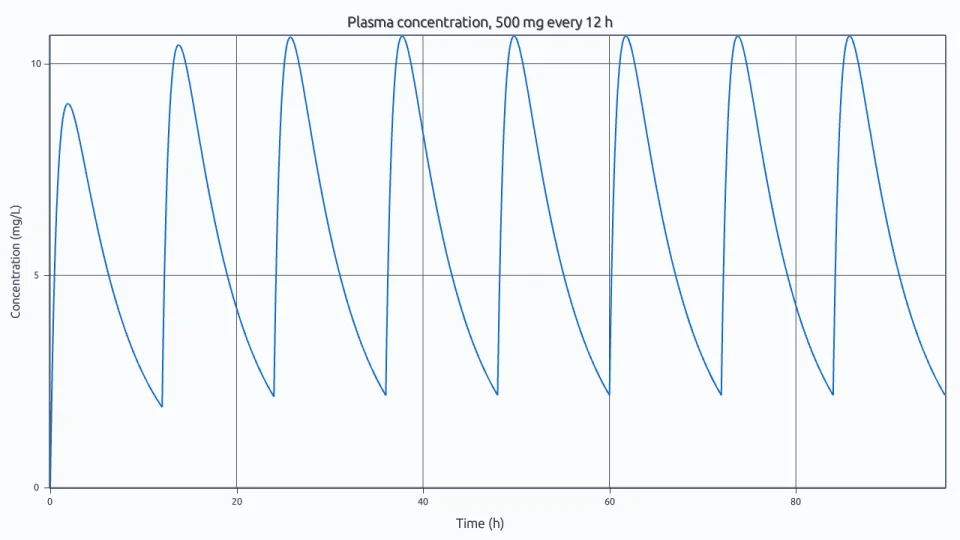 Plasma concentration, 500 mg every 12 h
Concentration (mg/L)
10
5
0
0 20 40 60 80
Time (h)